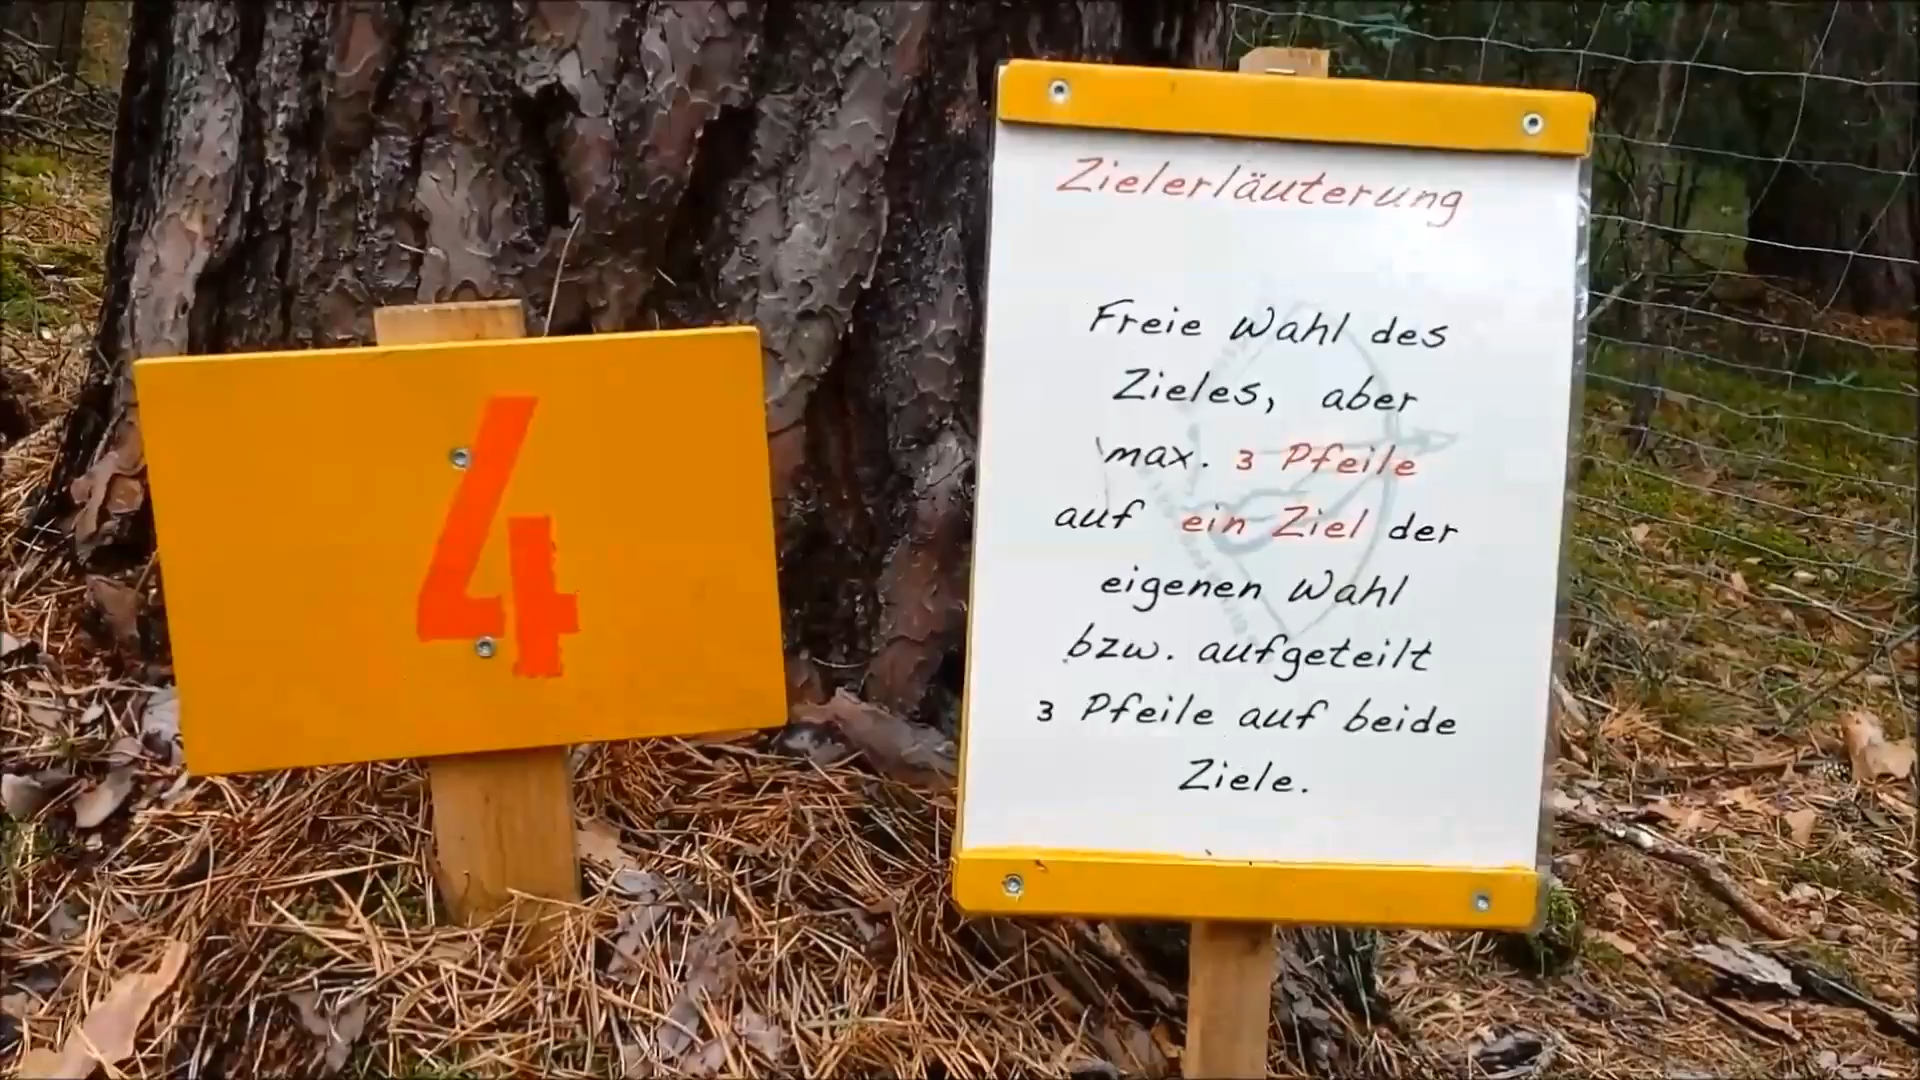 4
Zielerläuterung
Freie Wahl des
Zieles, aber
max. 3 Pfeile
auf ein Ziel der
eigenen Wahl
bzw. aufgeteilt
3 Pfeile auf beide
Ziele.